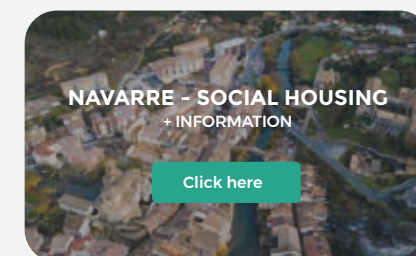 NAVARRE - SOCIAL HOUSING
+ INFORMATION
Click here